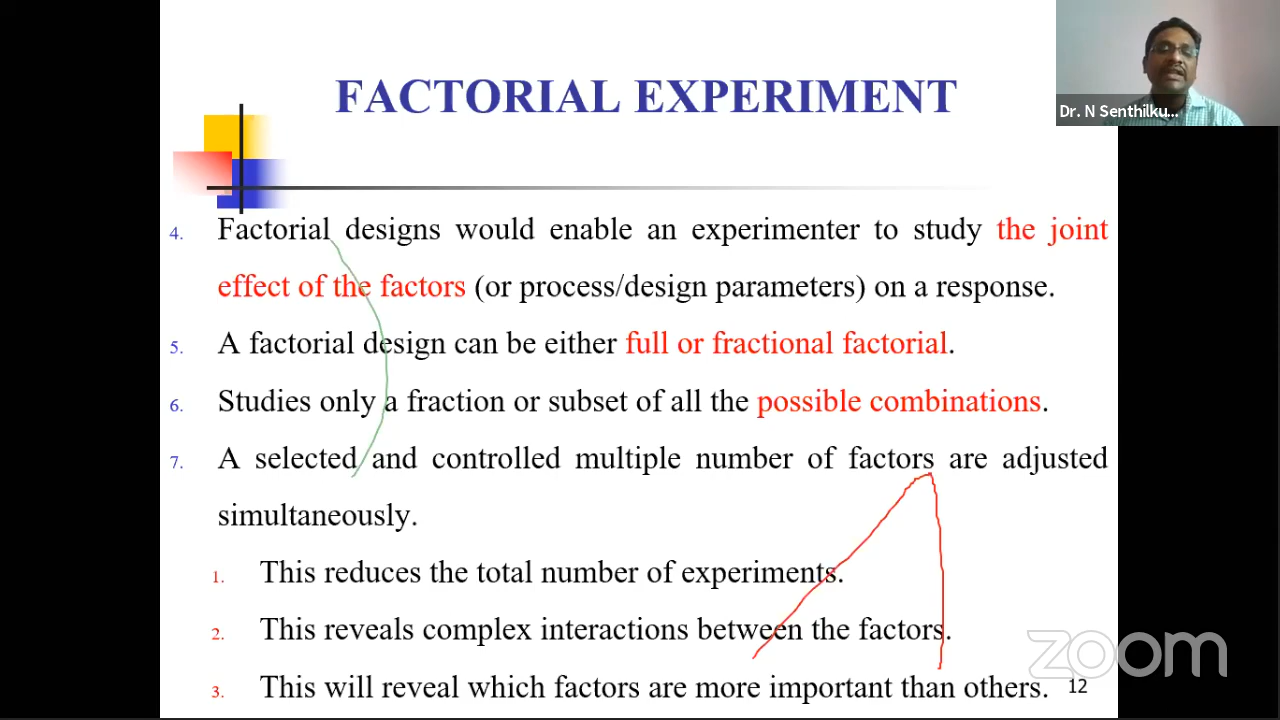 FACTORIAL EXPERIMENT
Dr. N Senthilku...
4. Factorial designs would enable an experimenter to study the joint
effect of the factors (or process/design parameters) on a response.
5. A factorial design can be either full or fractional factorial.
6. Studies only a fraction or subset of all the possible combinations.
7. A selected and controlled multiple number of factors are adjusted
simultaneously.
1. This reduces the total number of experiments.
2. This reveals complex interactions between the factors.
3. This will reveal which factors are more important than others.
zoom
12